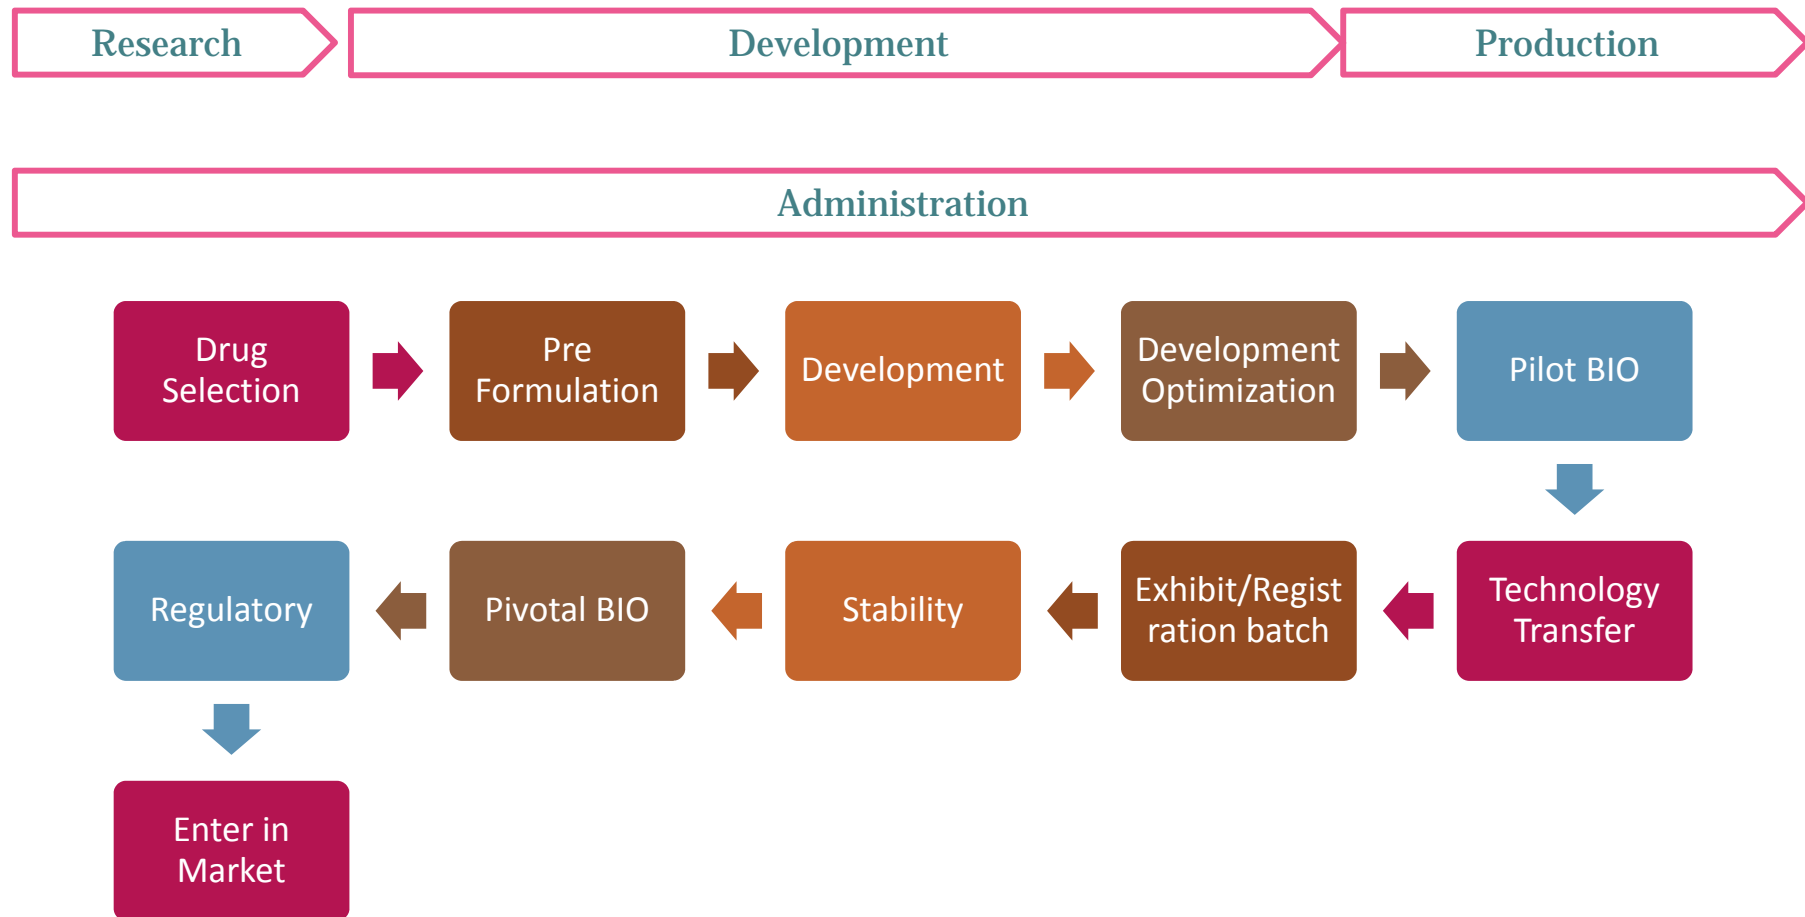 Research
Development
Production
Administration
Drug
Selection
Pre
Formulation
Development
Development
Optimization
Pilot BIO
Regulatory
Pivotal BIO
Stability
Exhibit/Regist
ration batch
Technology
Transfer
Enter in
Market